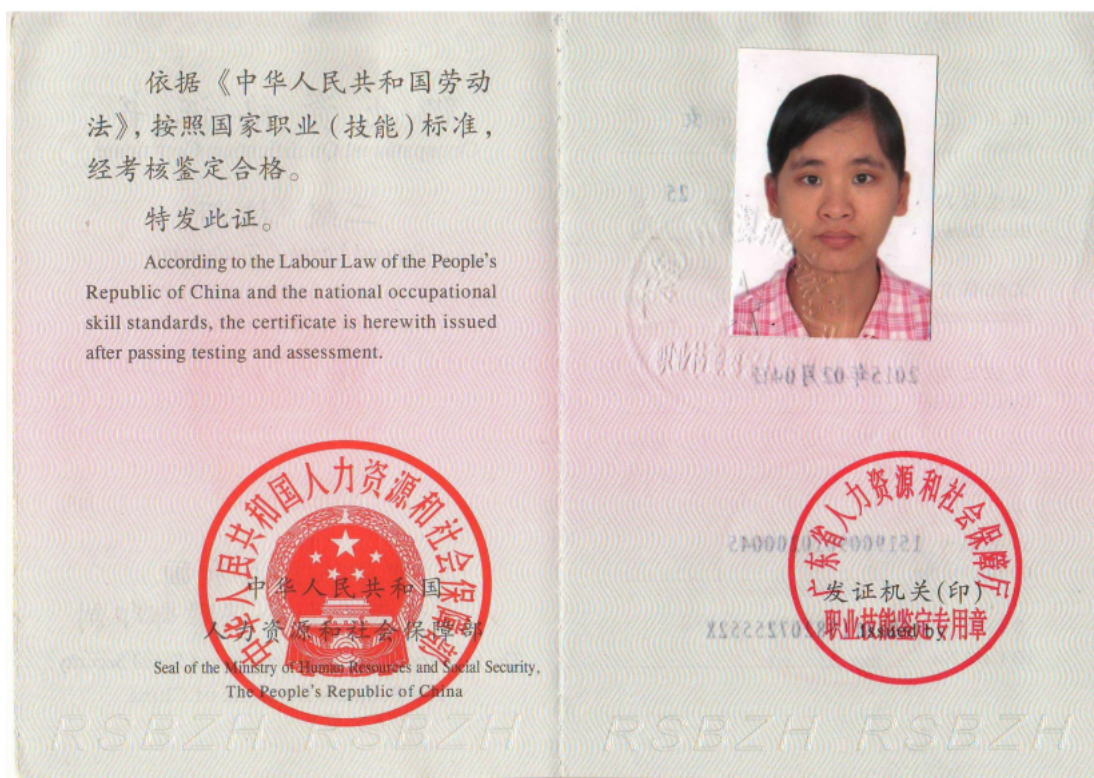 依据《中华人民共和国劳动
法》,按照国家职业(技能)标准,
经考核鉴定合格。
特发此证。
According to the Labour Law of the People's
Republic of China and the national occupational
skill standards, the certificate is herewith issued
after passing testing and assessment.
中华人民共和国人力资源和社会保障部
中华人民共和国
人力资源和社会保障部
Seal of the Ministry of Human Resources and Social Security,
The People's Republic of China
RSBZH RSBZH
女
25
2015年02月04日
广东省人力资源和社会保障厅
发证机关(印)
职业技能鉴定专用章
Issued by
RSBZH RSBZH